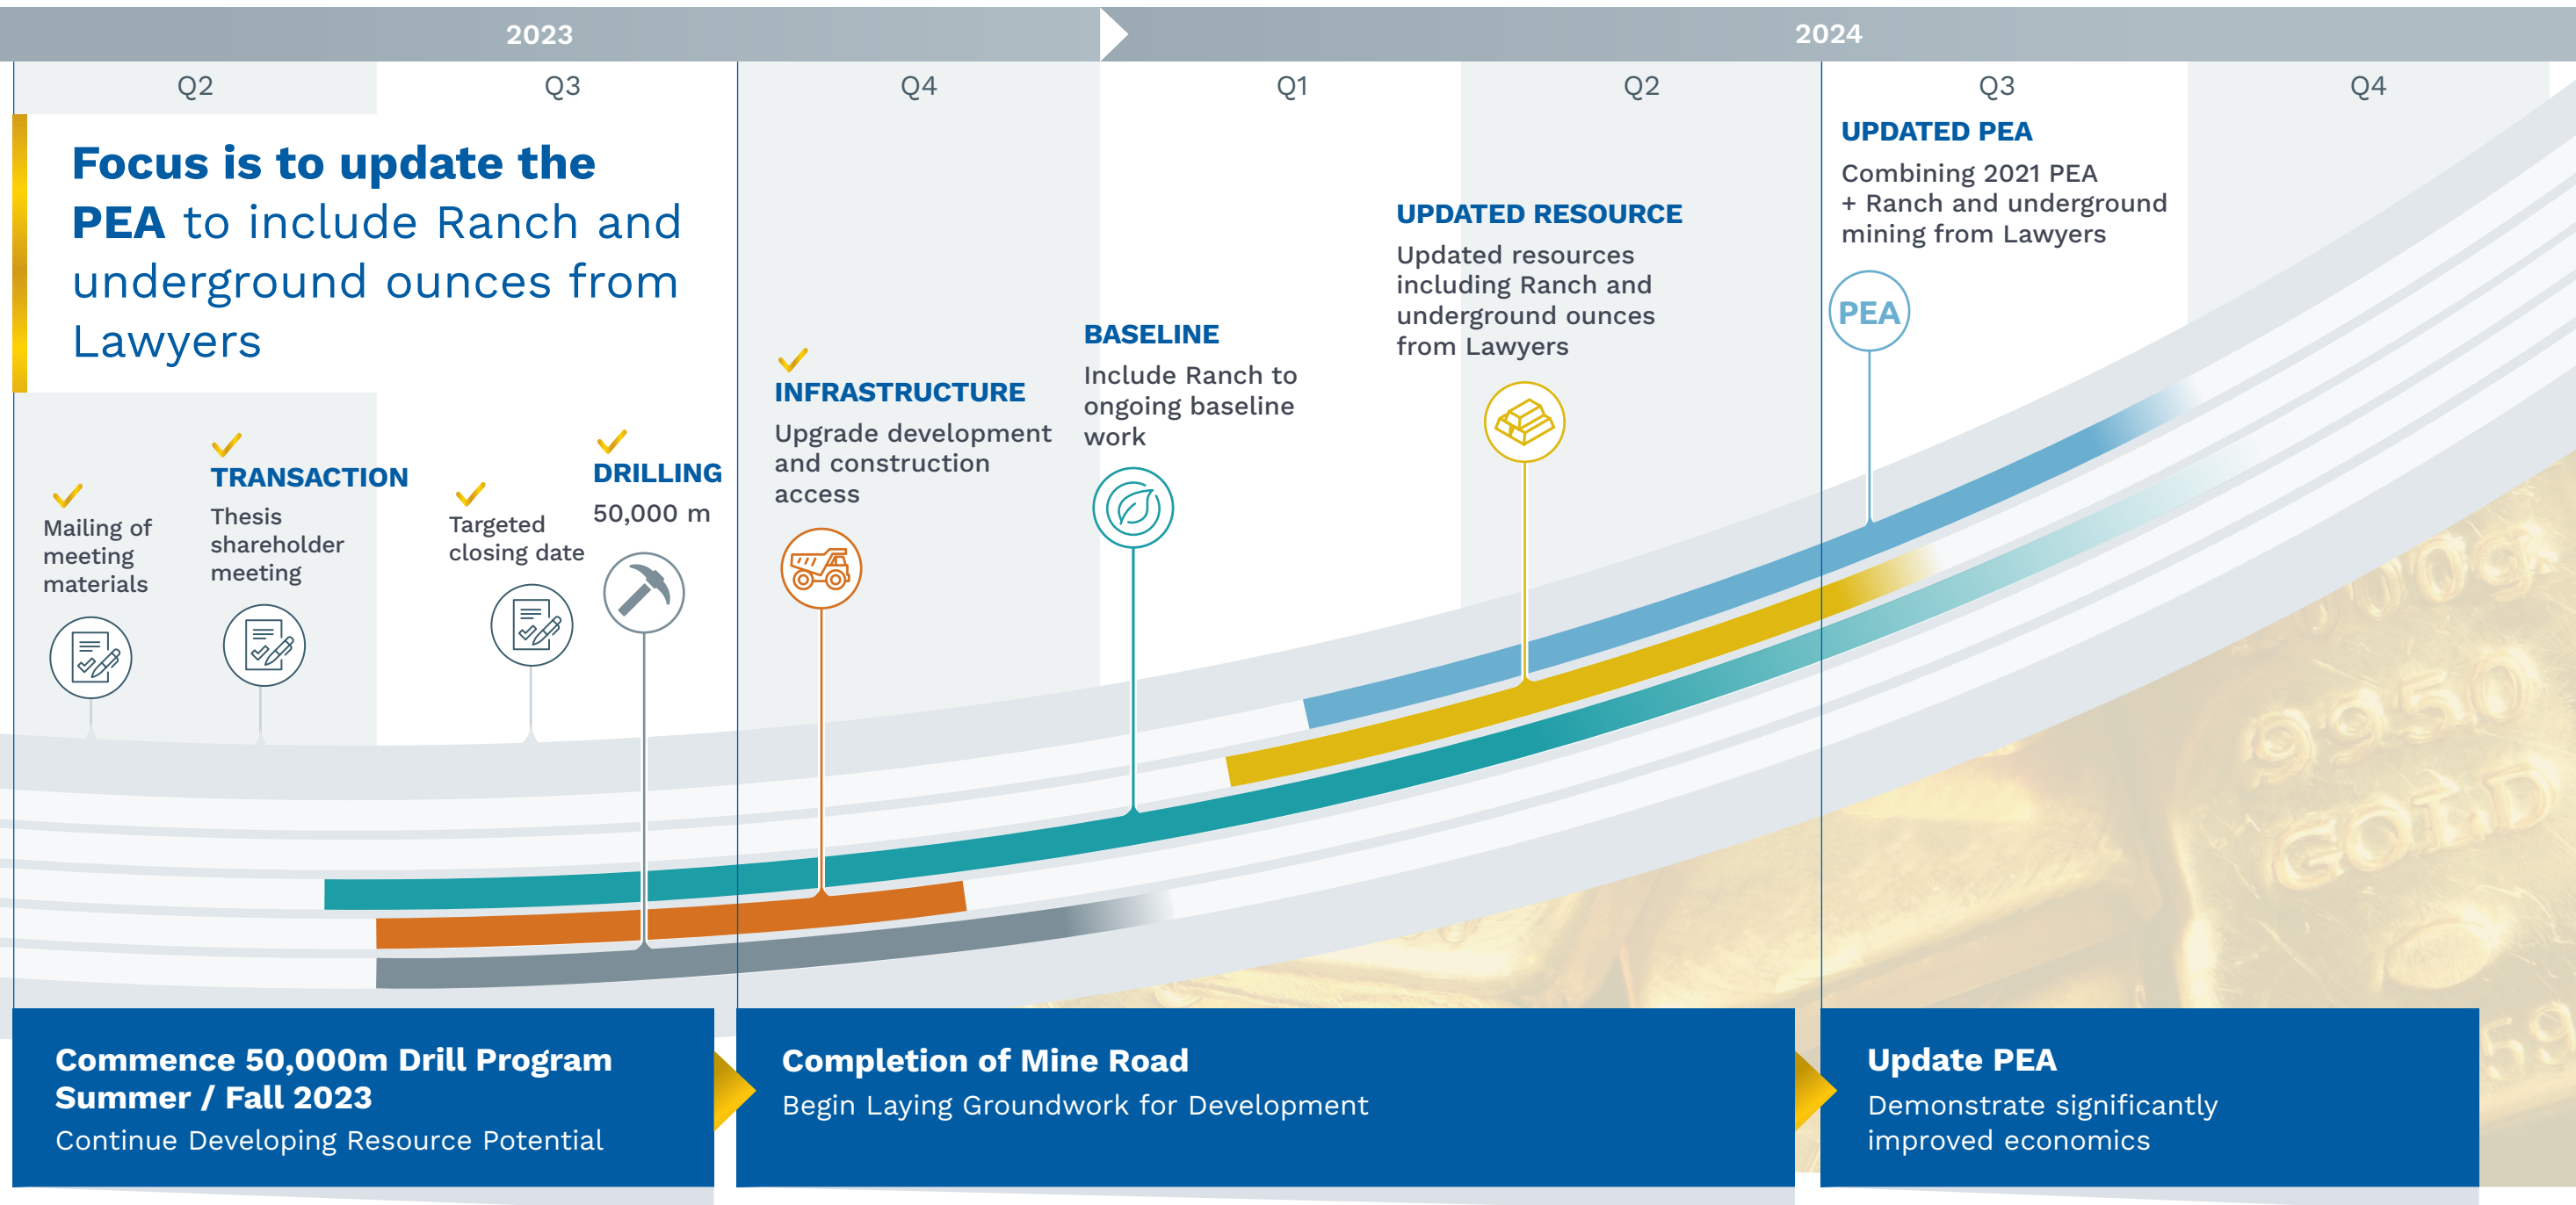 2023
2024
Q2
Q3
Q4
Q1
Q2
Q3
Q4
Focus is to update the
PEA to include Ranch and
underground ounces from
Lawyers
Mailing of
meeting
materials
TRANSACTION
Thesis
shareholder
meeting
Targeted
closing date
DRILLING
50,000 m
INFRASTRUCTURE
Upgrade development
and construction
access
BASELINE
Include Ranch to
ongoing baseline
work
UPDATED RESOURCE
Updated resources
including Ranch and
underground ounces
from Lawyers
UPDATED PEA
Combining 2021 PEA
+ Ranch and underground
mining from Lawyers
PEA
9950
GOLD
Commence 50,000m Drill Program
Summer / Fall 2023
Continue Developing Resource Potential
Completion of Mine Road
Begin Laying Groundwork for Development
Update PEA
Demonstrate significantly
improved economics